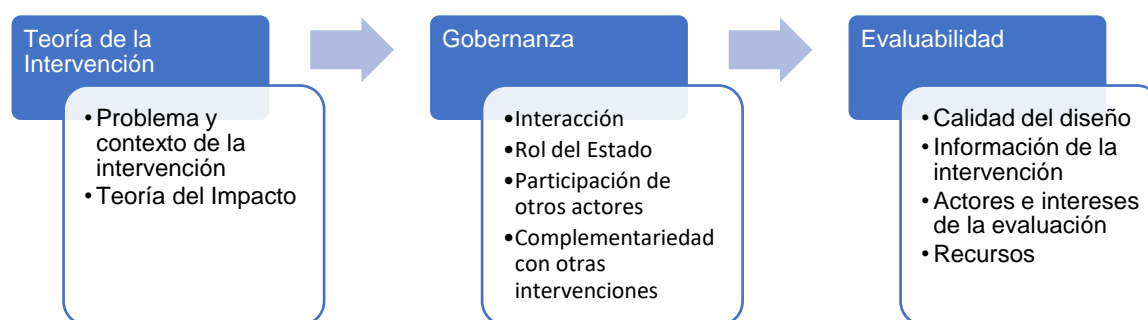 Teoría de la
Intervención
• Problema y
contexto de la
intervención
• Teoría del Impacto
Gobernanza
•Interacción
•Rol del Estado
•Participación de
otros actores
•Complementariedad
con otras
intervenciones
Evaluabilidad
• Calidad del diseño
• Información de la
intervención
• Actores e intereses
de la evaluación
• Recursos